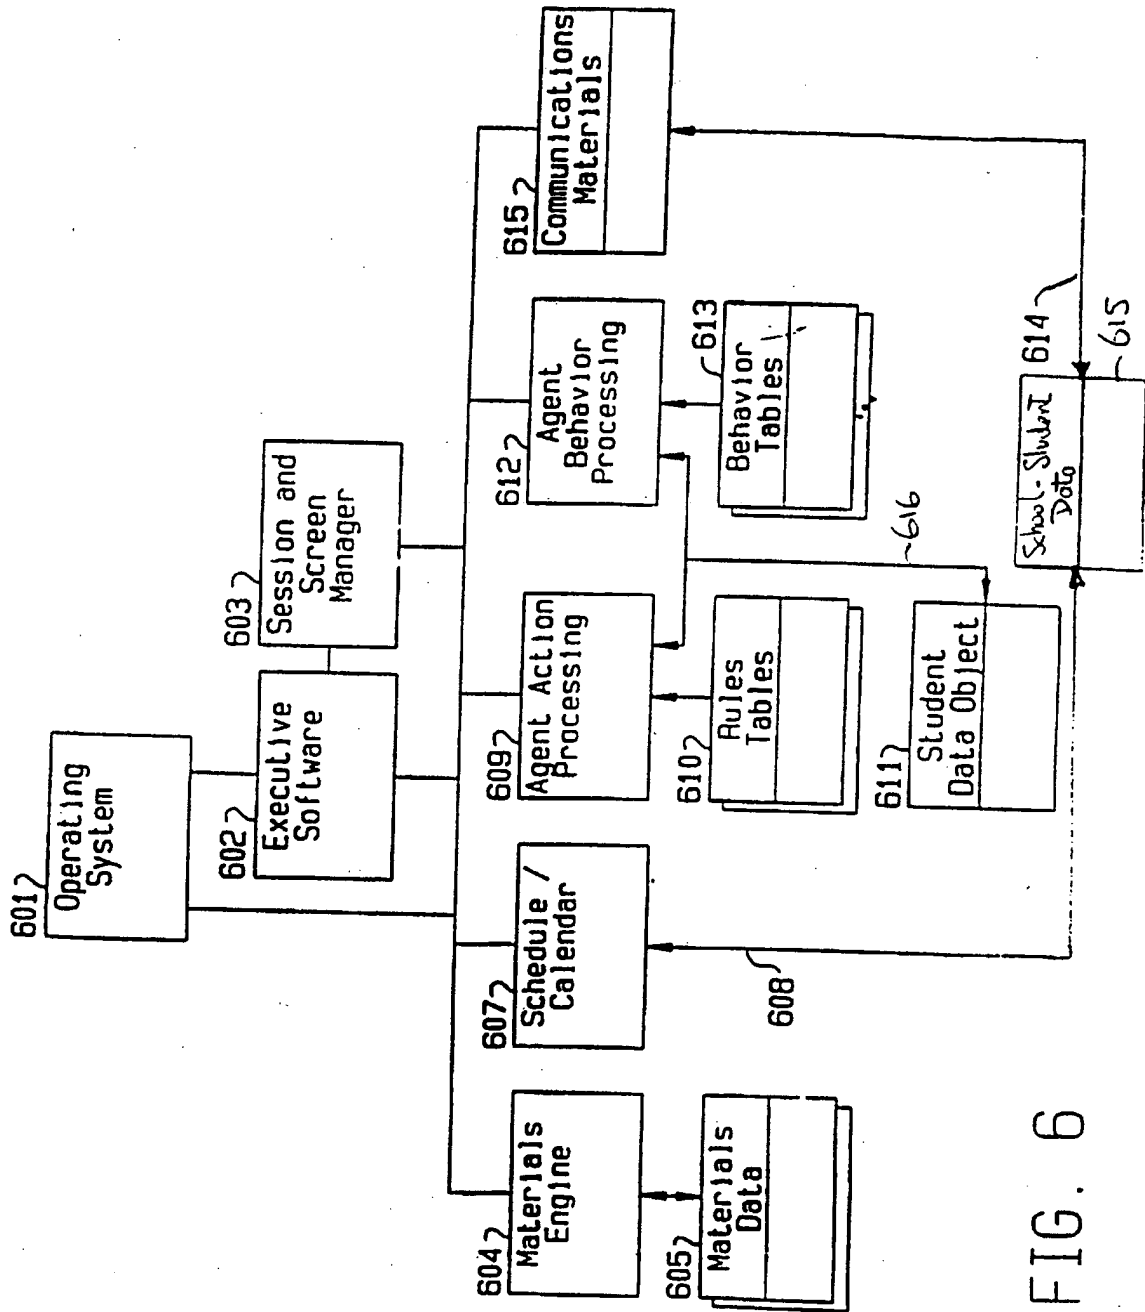 601
Operating
System
602
Executive
Software
603
Session and
Screen
Manager
604
Materials
Engine
605
Materials
Data
607
Schedule /
Calendar
608
609
Agent Action
Processing
610
Rules
Tables
611
Student
Data Object
612
Agent
Behavior
Processing
613
Behavior
Tables
616
615
Communications
Materials
614
School-Student
Data
615
FIG. 6